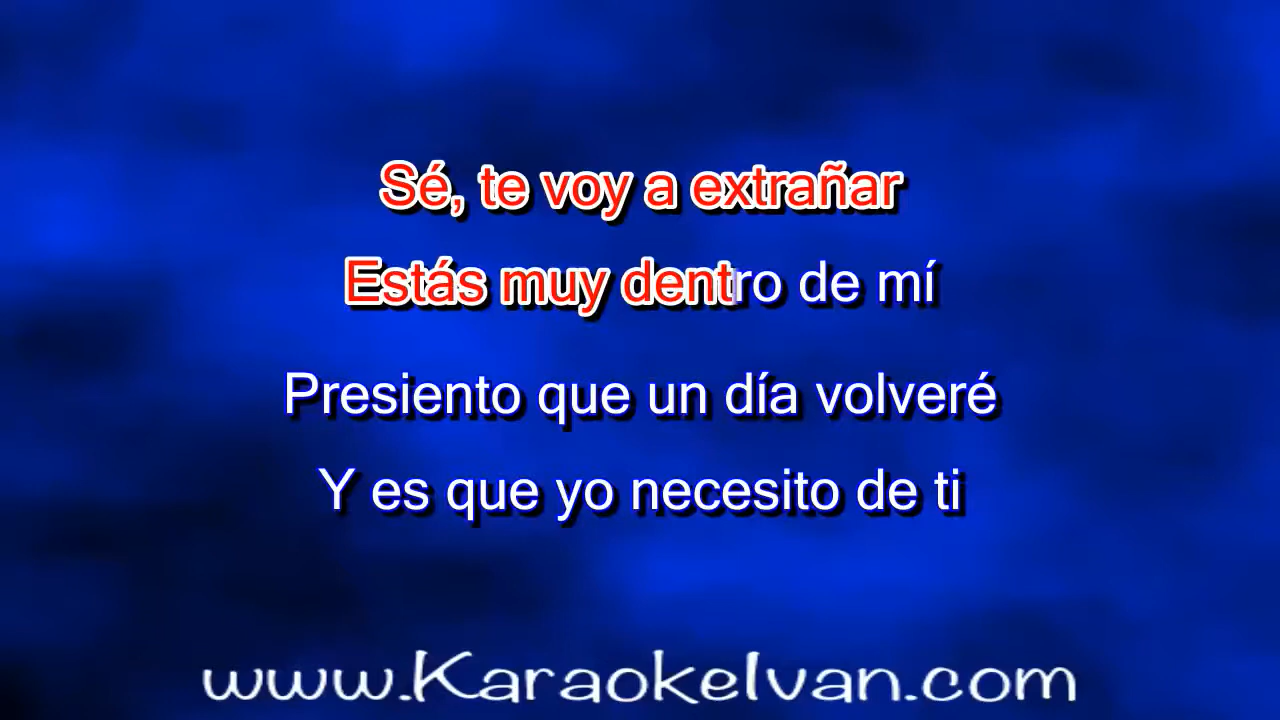 Sé, te voy a extrañar
Estás muy dentro de mí
Presiento que un día volveré
Y es que yo necesito de ti
www.KaraokeIvan.com